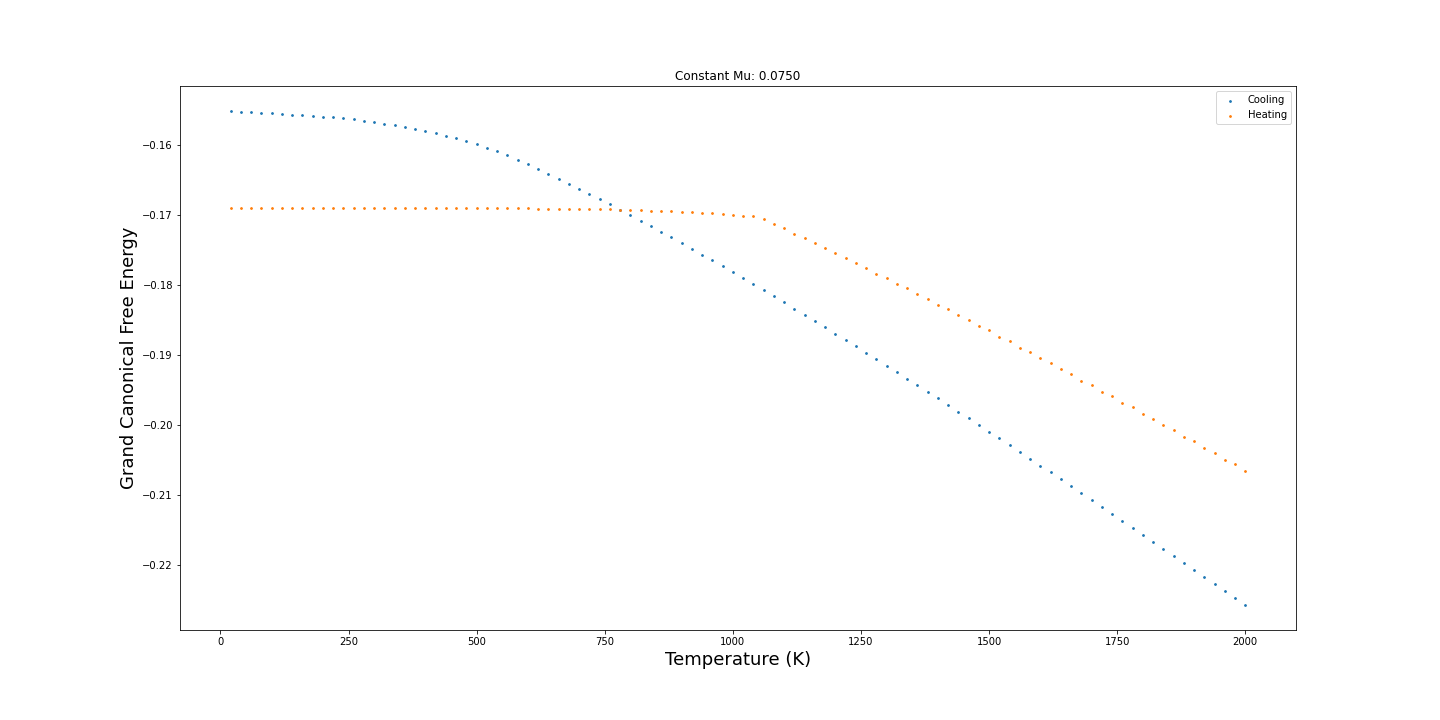 Constant Mu: 0.0750
Cooling
Heating
−0.16
−0.17
−0.18
−0.19
−0.20
−0.21
−0.22
Grand Canonical Free Energy
0 250 500 750 1000 1250 1500 1750 2000
Temperature (K)